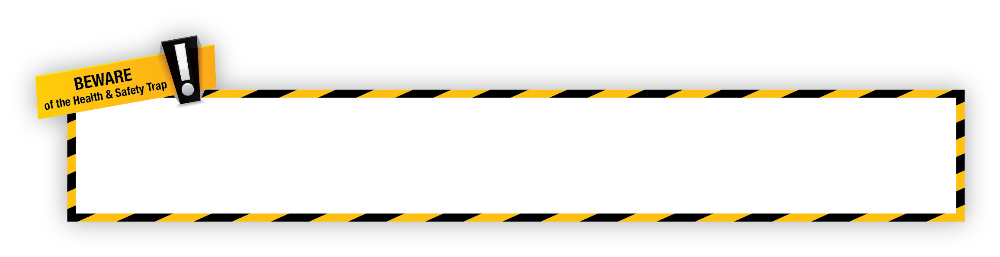 BEWARE
of the Health & Safety Trap